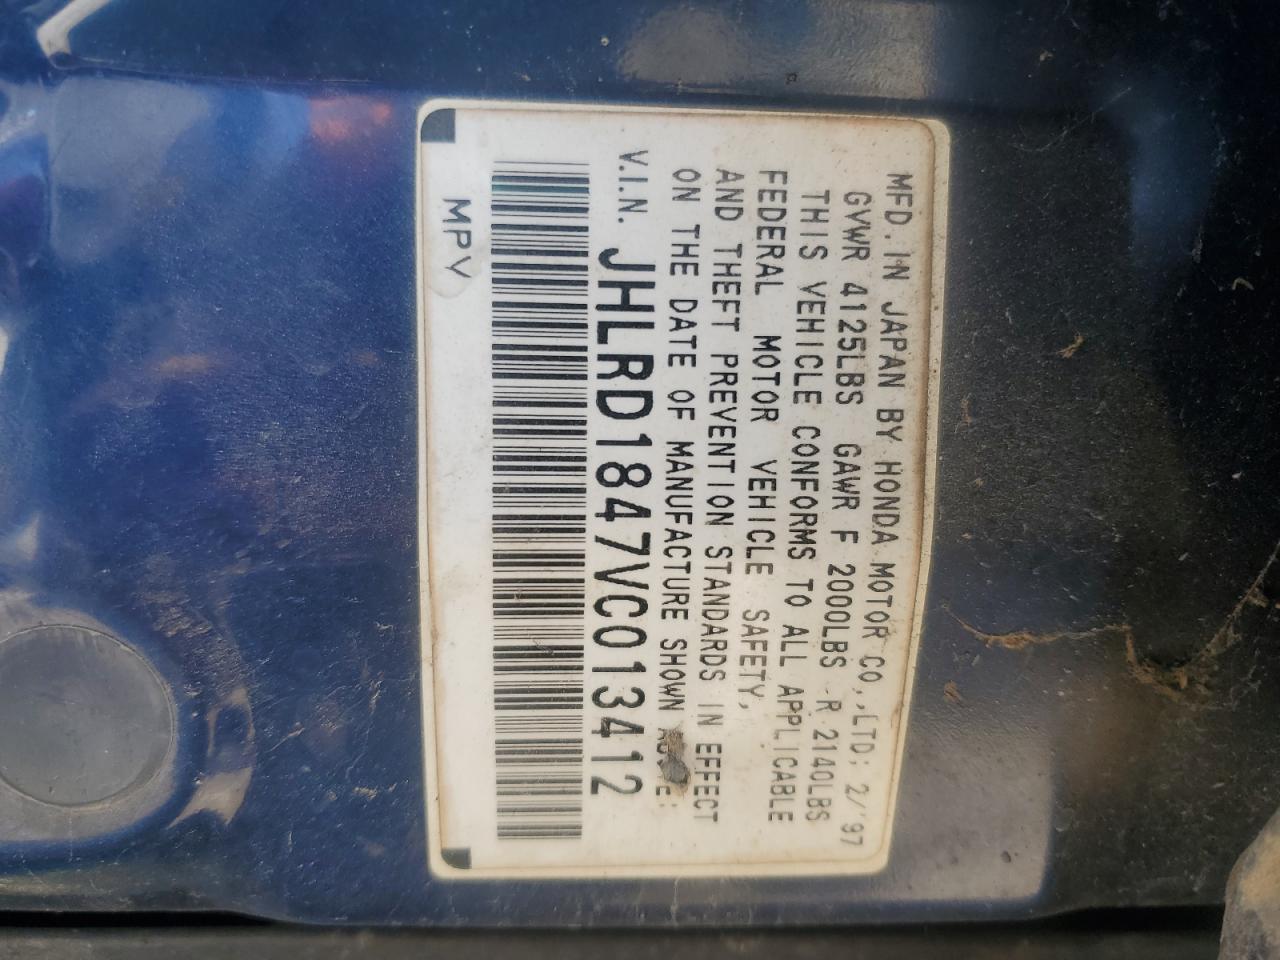 MFD. IN JAPAN BY HONDA MOTOR CO., LTD; 2/'97
GVWR 4125LBS GAWR F 2000LBS R 2140LBS
THIS VEHICLE CONFORMS TO ALL APPLICABLE
FEDERAL MOTOR VEHICLE SAFETY,
AND THEFT PREVENTION STANDARDS IN EFFECT
ON THE DATE OF MANUFACTURE SHOWN
V.I.N. JHLRD1847VC013412
MPV